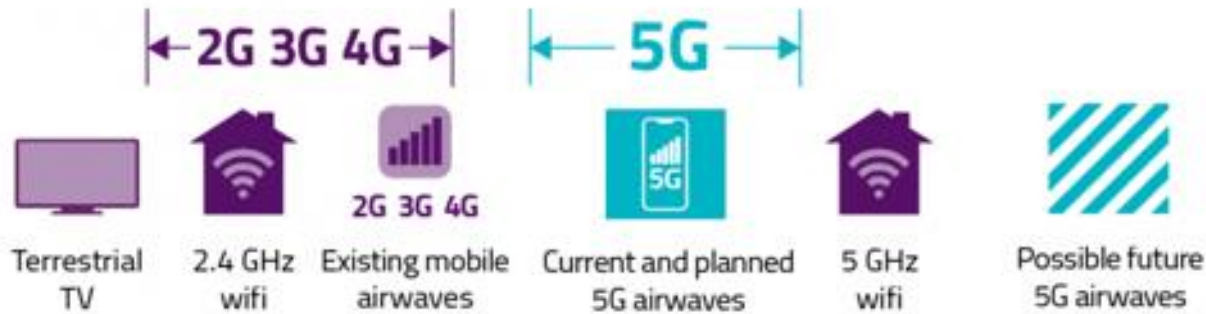 2G 3G 4G
5G
5G
2G 3G 4G
Terrestrial TV
2.4 GHz wifi
Existing mobile airwaves
Current and planned 5G airwaves
5 GHz wifi
Possible future 5G airwaves